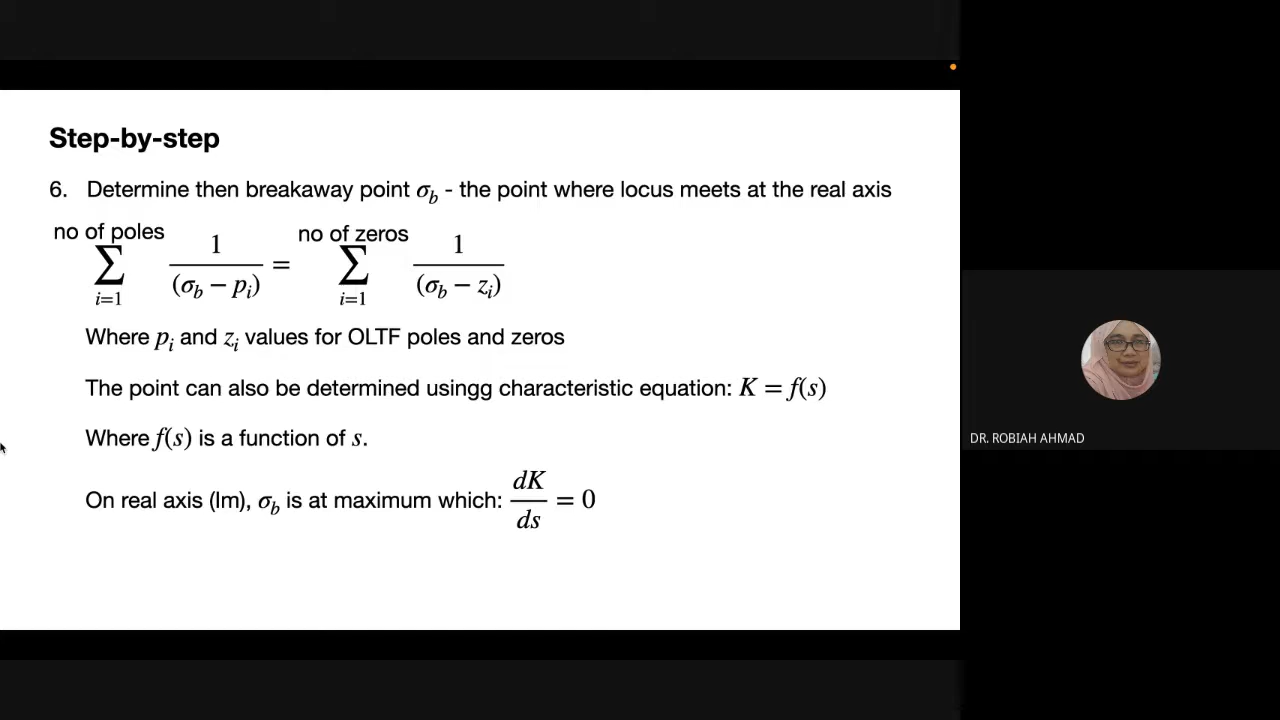 Step-by-step
6. Determine then breakaway point σ_b - the point where locus meets at the real axis
no of poles no of zeros
∑_{i=1} 1/(σ_b − p_i) = ∑_{i=1} 1/(σ_b − z_i)
Where p_i and z_i values for OLTF poles and zeros
The point can also be determined usingg characteristic equation: K = f(s)
Where f(s) is a function of s.
On real axis (Im), σ_b is at maximum which: dK/ds = 0
DR. ROBIAH AHMAD